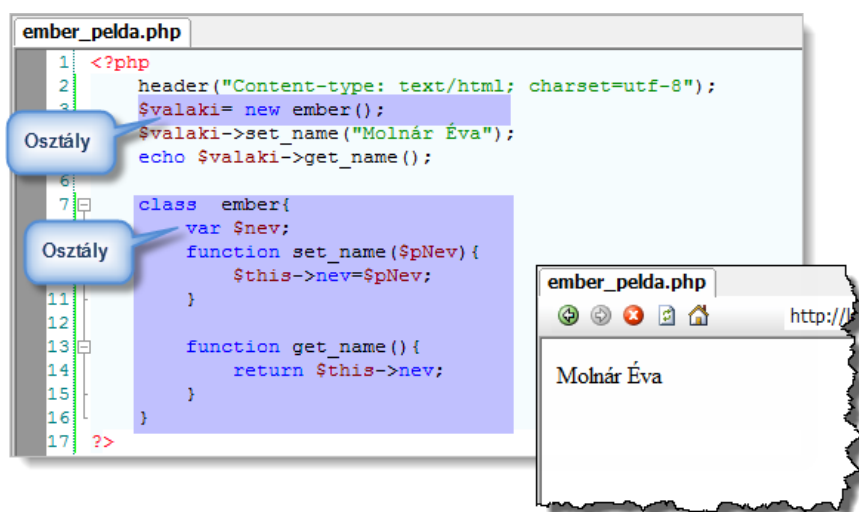 ember_pelda.php
1 <?php
2 header("Content-type: text/html; charset=utf-8");
3 $valaki= new ember();
Osztály
$valaki->set_name("Molnár Éva");
echo $valaki->get_name();
6
7 class ember{
Osztály
var $nev;
function set_name($pNev){
$this->nev=$pNev;
11 }
12
13 function get_name(){
14 return $this->nev;
15 }
16 }
17 ?>
ember_pelda.php
http://
Molnár Éva